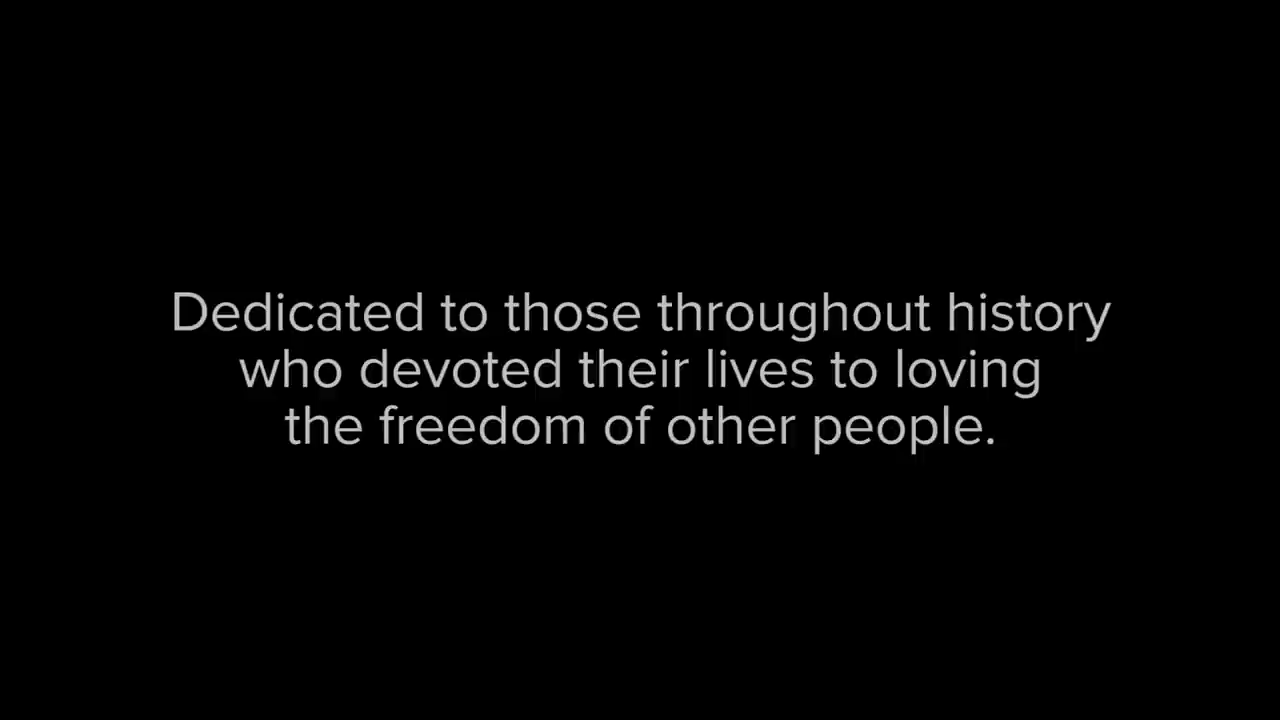 Dedicated to those throughout history
who devoted their lives to loving
the freedom of other people.